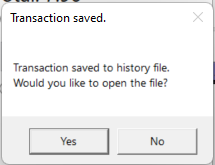 Transaction saved.
Transaction saved to history file.
Would you like to open the file?
Yes
No